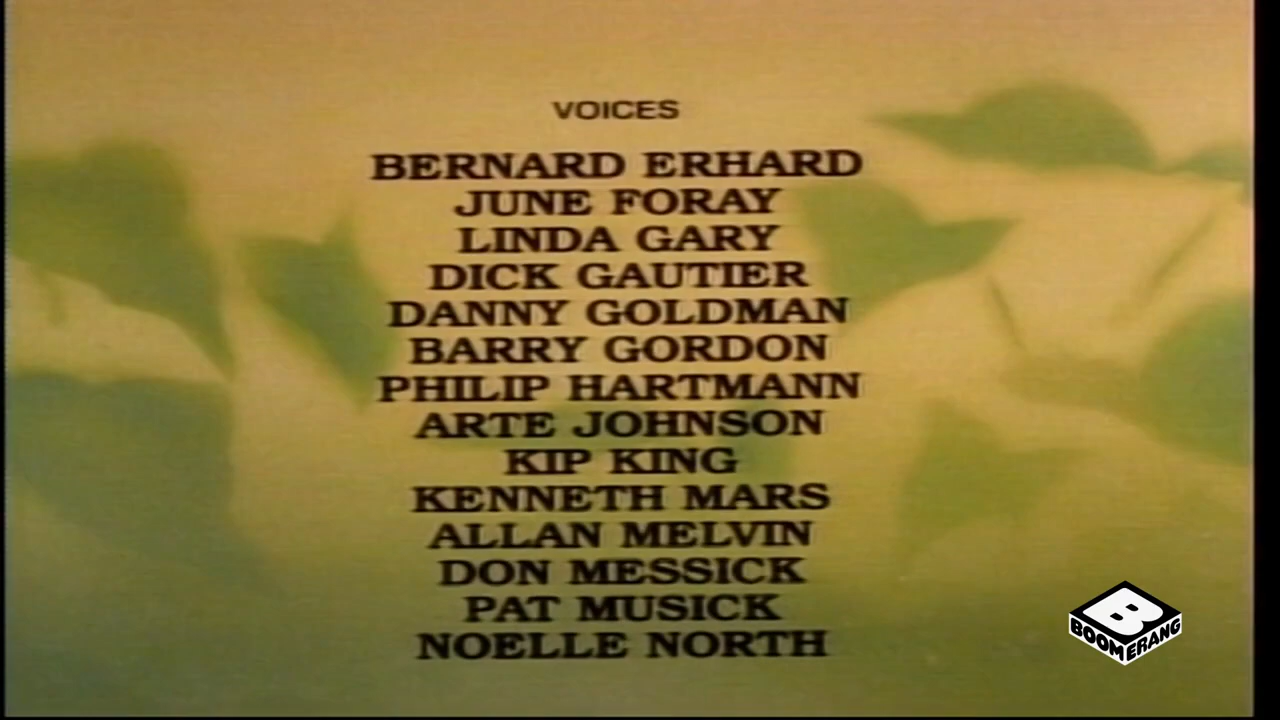 VOICES
BERNARD ERHARD
JUNE FORAY
LINDA GARY
DICK GAUTIER
DANNY GOLDMAN
BARRY GORDON
PHILIP HARTMANN
ARTE JOHNSON
KIP KING
KENNETH MARS
ALLAN MELVIN
DON MESSICK
PAT MUSICK
NOELLE NORTH
B
BOOMERANG